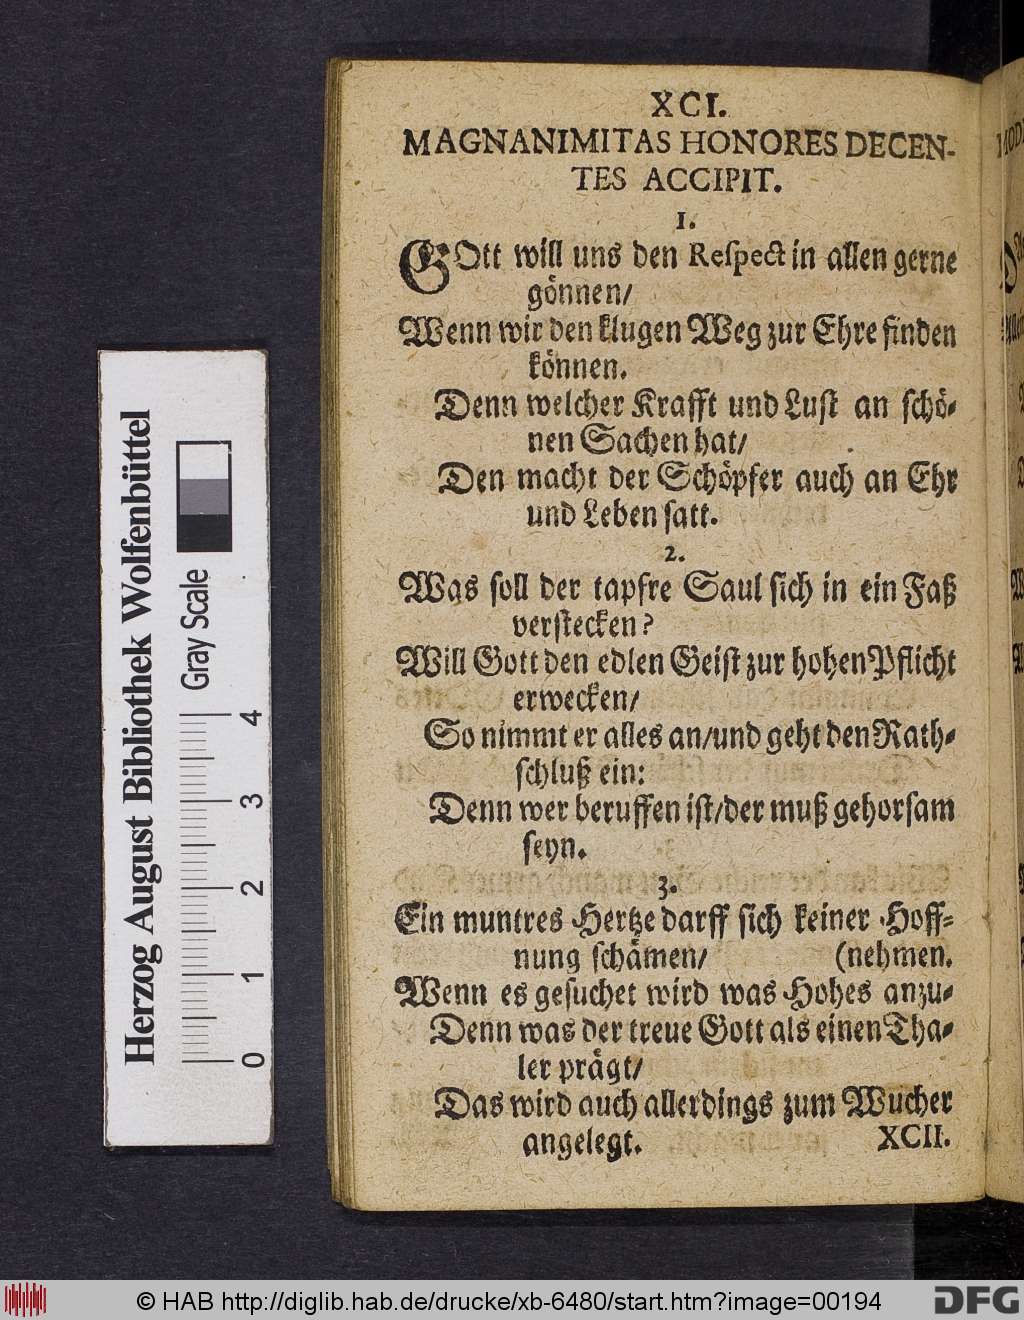 XCI.
MAGNANIMITAS HONORES DECEN-
TES ACCIPIT.
1.
GOtt will uns den Reſpect in allen gerne
gönnen/
Wenn wir den klugen Weg zur Ehre finden
können.
Denn welcher Krafft und Luſt an ſchö-
nen Sachen hat/
Den macht der Schöpfer auch an Ehr
und Leben ſatt.
2.
Was ſoll der tapfre Saul ſich in ein Faß
verſtecken?
Will Gott den edlen Geiſt zur hohen Pflicht
erwecken/
So nimmt er alles an/und geht den Rath-
ſchluß ein:
Denn wer beruffen iſt/der muß gehorſam
ſeyn.
3.
Ein muntres Hertze darff ſich keiner Hoff-
nung ſchämen/ (nehmen.
Wenn es geſuchet wird was Hohes anzu-
Denn was der treue Gott als einen Tha-
ler prägt/
Das wird auch allerdings zum Wucher
angelegt. XCII.
Herzog August Bibliothek Wolfenbüttel
Gray Scale
0 1 2 3 4
© HAB http://diglib.hab.de/drucke/xb-6480/start.htm?image=00194
DFG